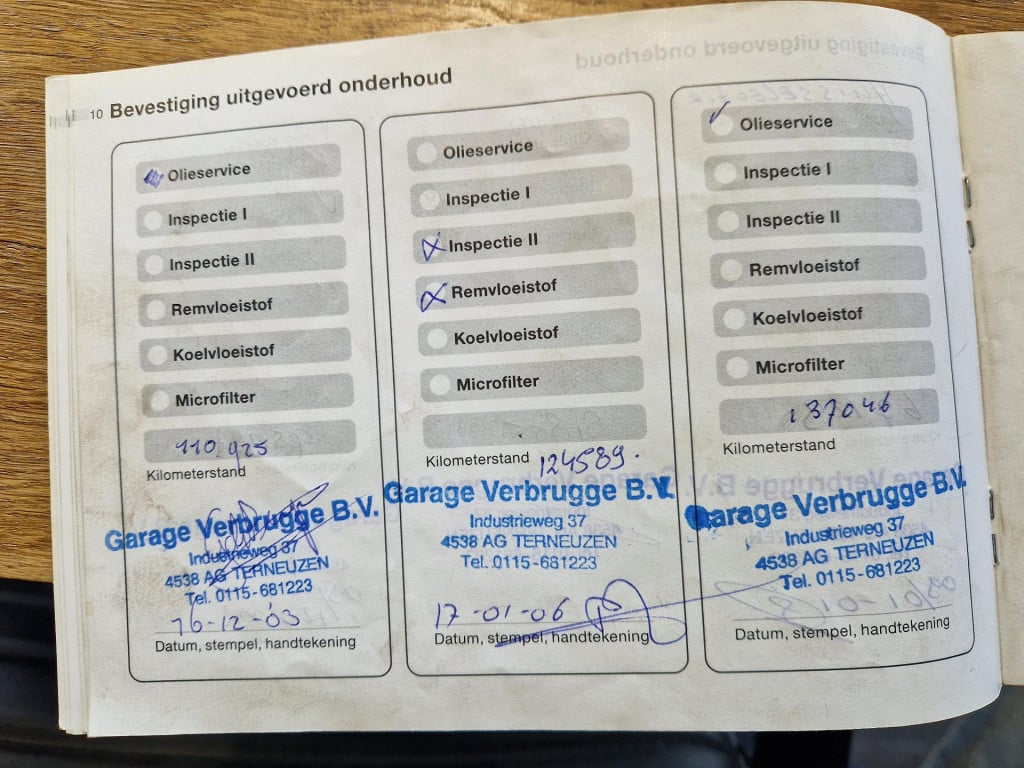 10 Bevestiging uitgevoerd onderhoud
Olieservice
Inspectie I
Inspectie II
Remvloeistof
Koelvloeistof
Microfilter
110.925
Kilometerstand
Garage Verbrugge B.V.
Industrieweg 37
4538 AG TERNEUZEN
Tel. 0115-681223
16-12-03
Datum, stempel, handtekening
Olieservice
Inspectie I
Inspectie II
Remvloeistof
Koelvloeistof
Microfilter
Kilometerstand 124589.
Garage Verbrugge B.V.
Industrieweg 37
4538 AG TERNEUZEN
Tel. 0115-681223
17-01-06
Datum, stempel, handtekening
Olieservice
Inspectie I
Inspectie II
Remvloeistof
Koelvloeistof
Microfilter
137046
Kilometerstand
Garage Verbrugge B.V.
Industrieweg 37
4538 AG TERNEUZEN
Tel. 0115-681223
Datum, stempel, handtekening